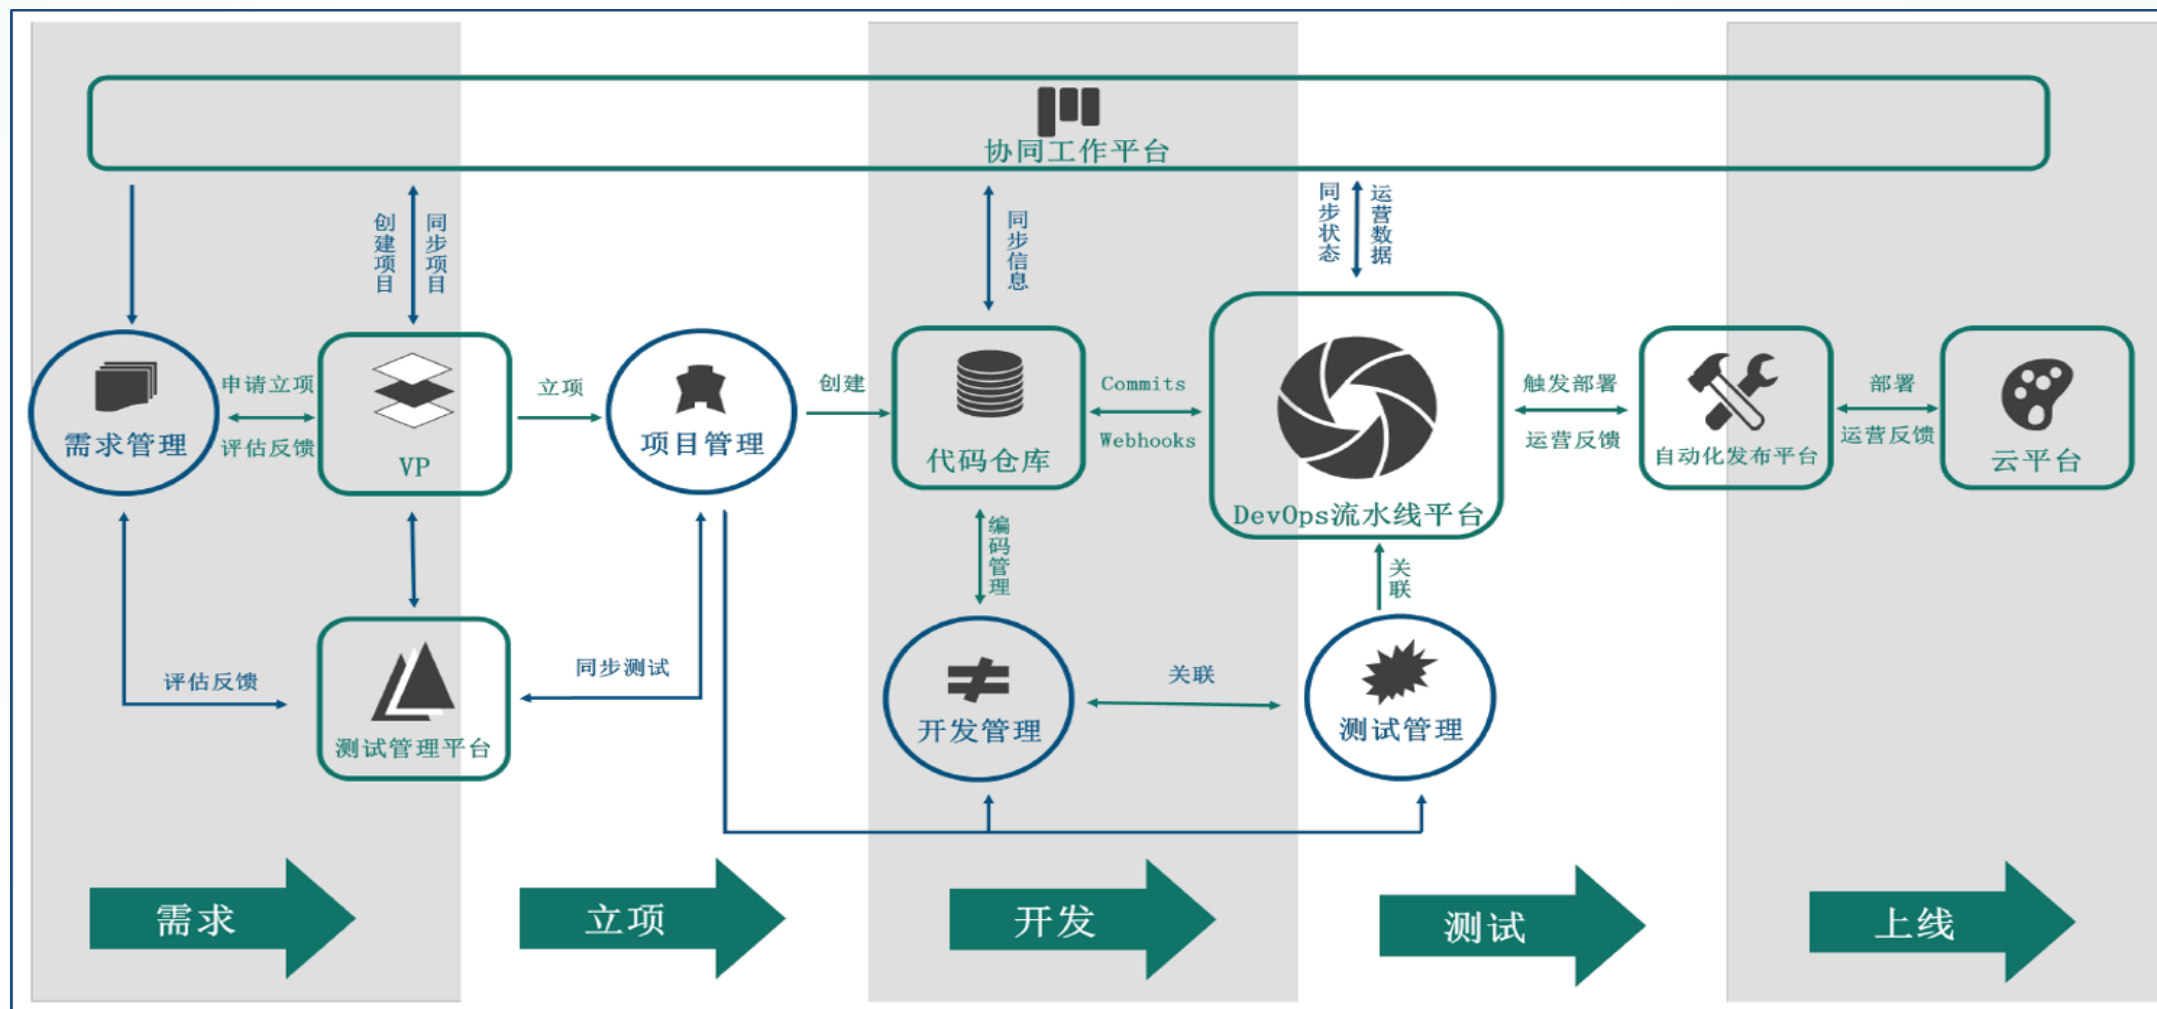 协同工作平台
创建项目
同步项目
同步信息
同步状态
运营数据
需求管理
申请立项
评估反馈
VP
立项
项目管理
创建
代码仓库
Commits
Webhooks
DevOps流水线平台
触发部署
运营反馈
自动化发布平台
部署
运营反馈
云平台
编码管理
关联
评估反馈
测试管理平台
同步测试
开发管理
关联
测试管理
需求
立项
开发
测试
上线